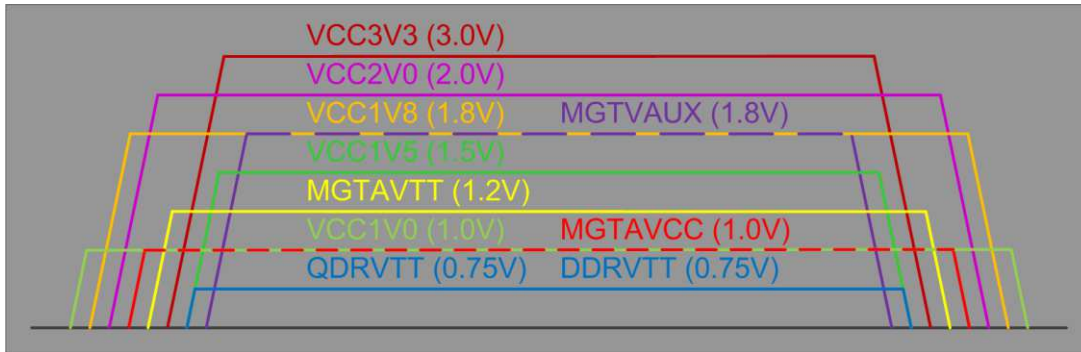 VCC3V3 (3.0V)
VCC2V0 (2.0V)
VCC1V8 (1.8V) MGTVAUX (1.8V)
VCC1V5 (1.5V)
MGTAVTT (1.2V)
VCC1V0 (1.0V) MGTAVCC (1.0V)
QDRVTT (0.75V) DDRVTT (0.75V)